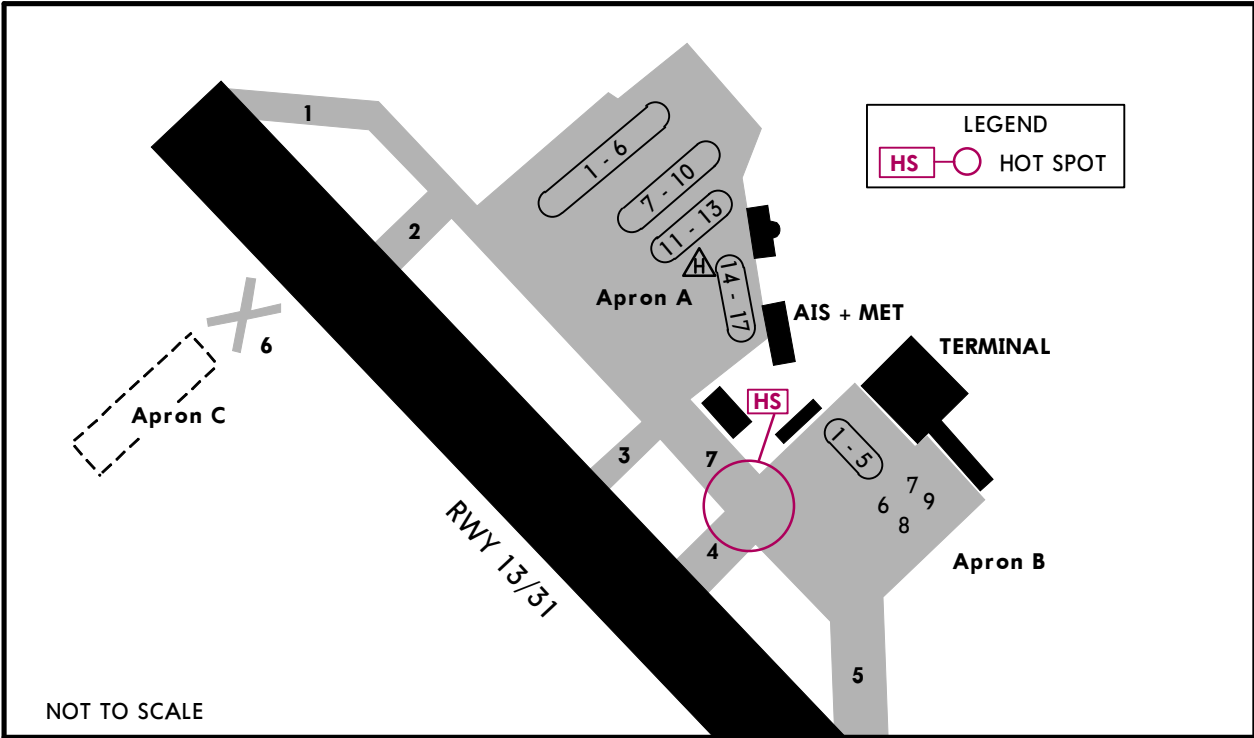 1
LEGEND
HS HOT SPOT
1 - 6
7 - 10
11 - 13
2
H
14 - 17
Apron A
AIS + MET
6
TERMINAL
Apron C
HS
1 - 5
3
7
7
6
9
8
RWY 13/31
4
Apron B
5
NOT TO SCALE